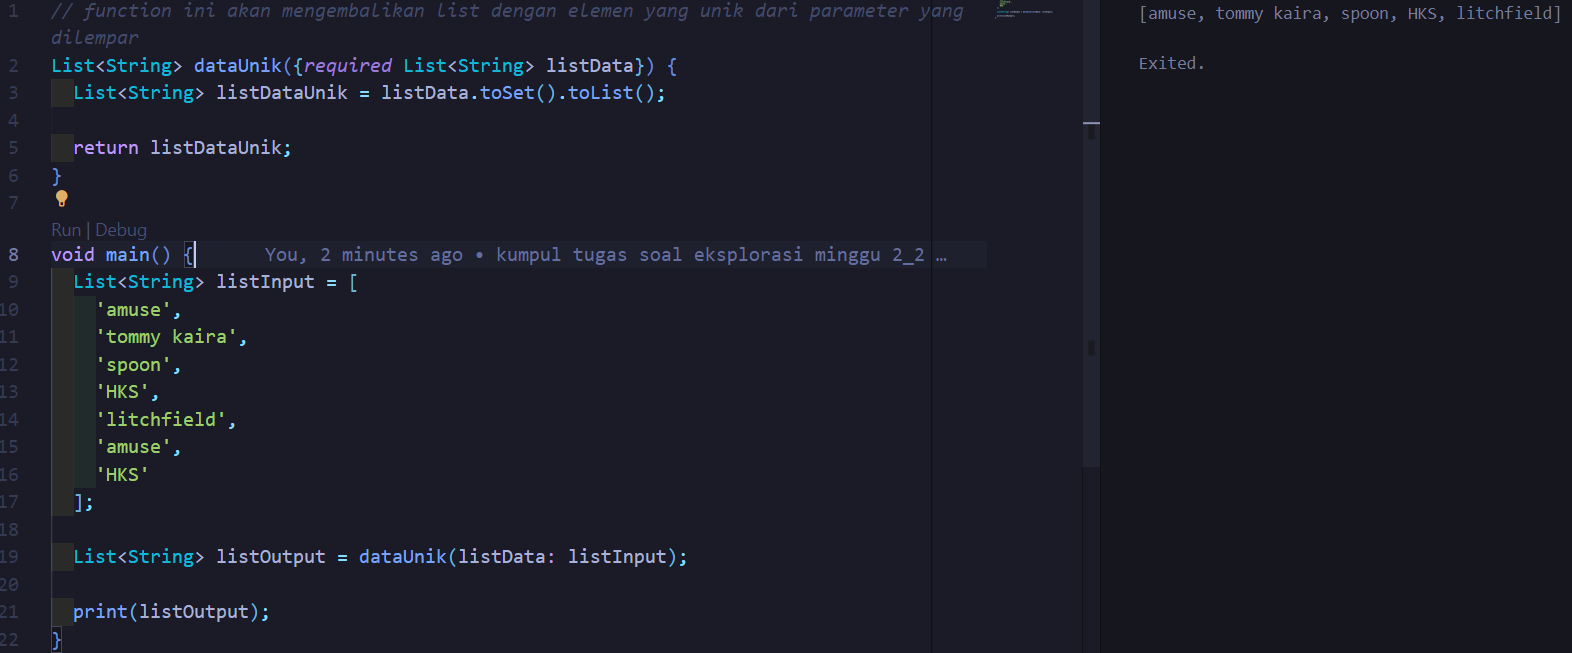 1 // function ini akan mengembalikan list dengan elemen yang unik dari parameter yang
dilempar
2 List<String> dataUnik({required List<String> listData}) {
3 List<String> listDataUnik = listData.toSet().toList();
4
5 return listDataUnik;
6 }
7
Run | Debug
8 void main() { You, 2 minutes ago • kumpul tugas soal eksplorasi minggu 2_2 …
9 List<String> listInput = [
10 'amuse',
11 'tommy kaira',
12 'spoon',
13 'HKS',
14 'litchfield',
15 'amuse',
16 'HKS'
17 ];
18
19 List<String> listOutput = dataUnik(listData: listInput);
20
21 print(listOutput);
22 }
[amuse, tommy kaira, spoon, HKS, litchfield]
Exited.